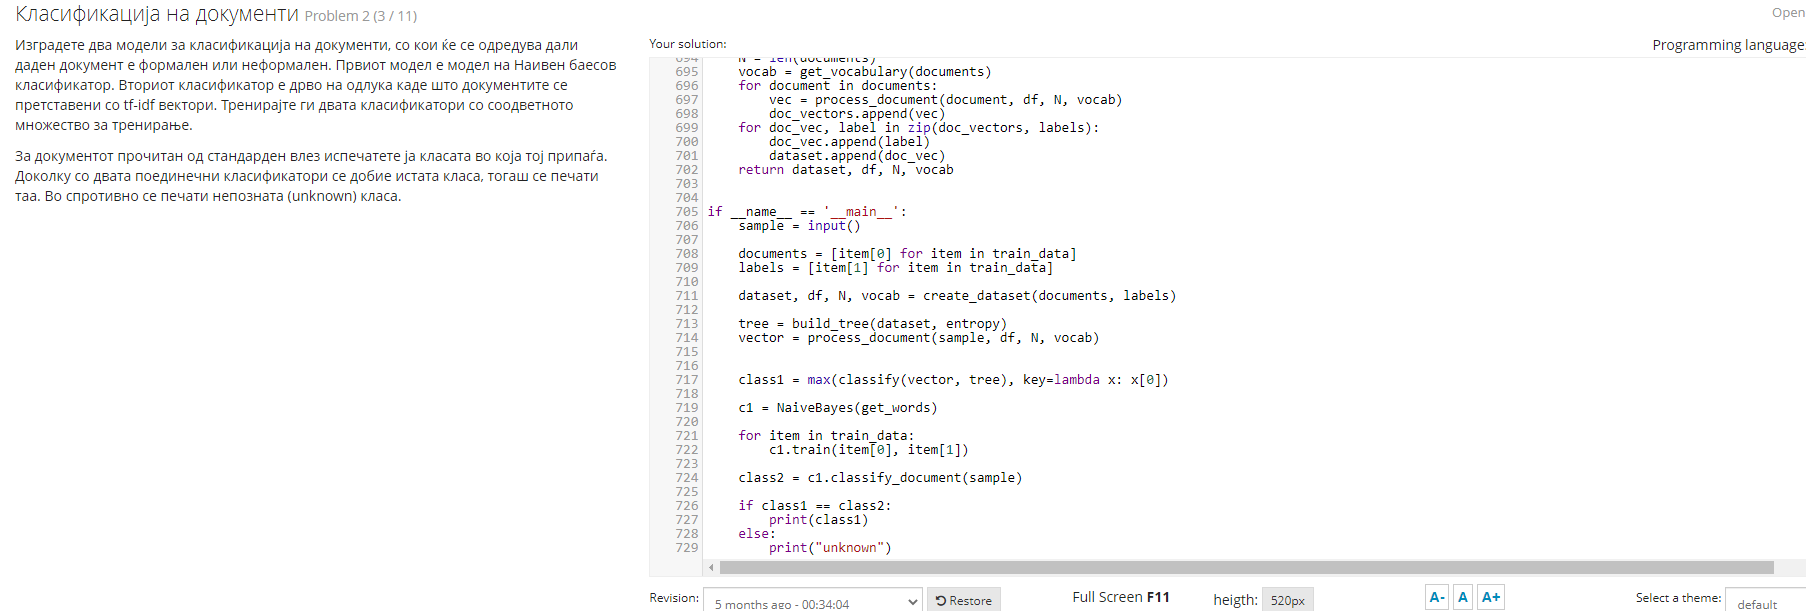 Класификација на документи Problem 2 (3 / 11)
Open
Изградете два модели за класификација на документи, со кои ќе се одредува дали
даден документ е формален или неформален. Првиот модел е модел на Наивен баесов
класификатор. Вториот класификатор е дрво на одлука каде што документите се
претставени со tf-idf вектори. Тренирајте ги двата класификатори со соодветното
множество за тренирање.
За документот прочитан од стандарден влез испечатете ја класата во која тој припаѓа.
Доколку со двата поединечни класификатори се добие истата класа, тогаш се печати
таа. Во спротивно се печати непозната (unknown) класа.
Your solution:
Programming language:
694 N = len(documents)
695 vocab = get_vocabulary(documents)
696 for document in documents:
697 vec = process_document(document, df, N, vocab)
698 doc_vectors.append(vec)
699 for doc_vec, label in zip(doc_vectors, labels):
700 doc_vec.append(label)
701 dataset.append(doc_vec)
702 return dataset, df, N, vocab
703
704
705 if __name__ == '__main__':
706 sample = input()
707
708 documents = [item[0] for item in train_data]
709 labels = [item[1] for item in train_data]
710
711 dataset, df, N, vocab = create_dataset(documents, labels)
712
713 tree = build_tree(dataset, entropy)
714 vector = process_document(sample, df, N, vocab)
715
716
717 class1 = max(classify(vector, tree), key=lambda x: x[0])
718
719 c1 = NaiveBayes(get_words)
720
721 for item in train_data:
722 c1.train(item[0], item[1])
723
724 class2 = c1.classify_document(sample)
725
726 if class1 == class2:
727 print(class1)
728 else:
729 print("unknown")
Revision: 5 months ago - 00:34:04 Restore Full Screen F11 heigth: 520px A- A A+ Select a theme: default